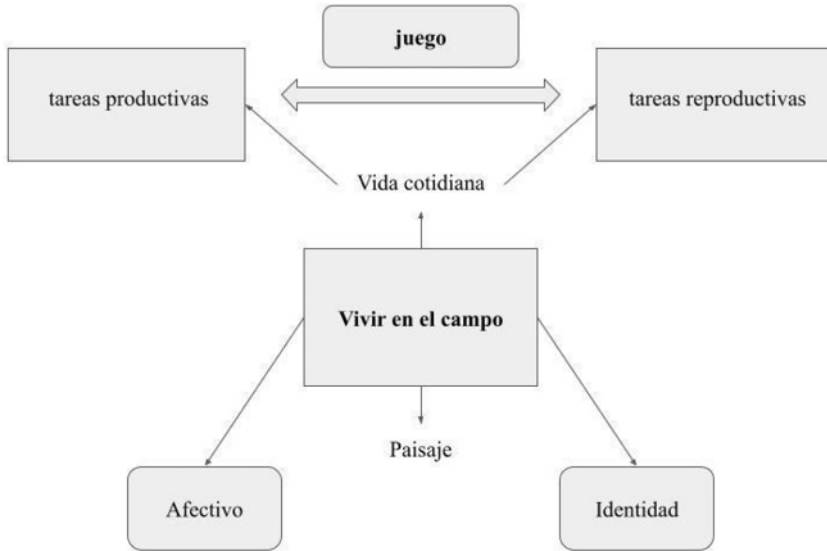 juego
tareas productivas
tareas reproductivas
Vida cotidiana
Vivir en el campo
Paisaje
Afectivo
Identidad